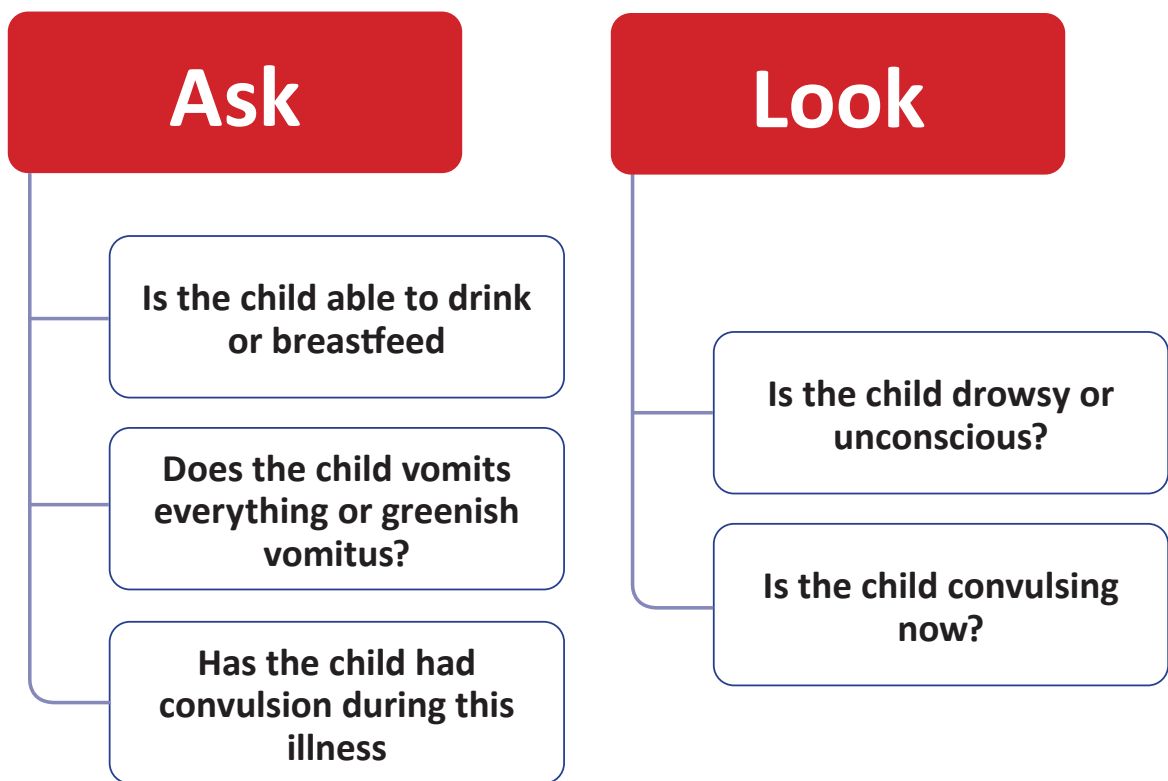 Ask
Is the child able to drink
or breastfeed
Does the child vomits
everything or greenish
vomitus?
Has the child had
convulsion during this
illness
Look
Is the child drowsy or
unconscious?
Is the child convulsing
now?